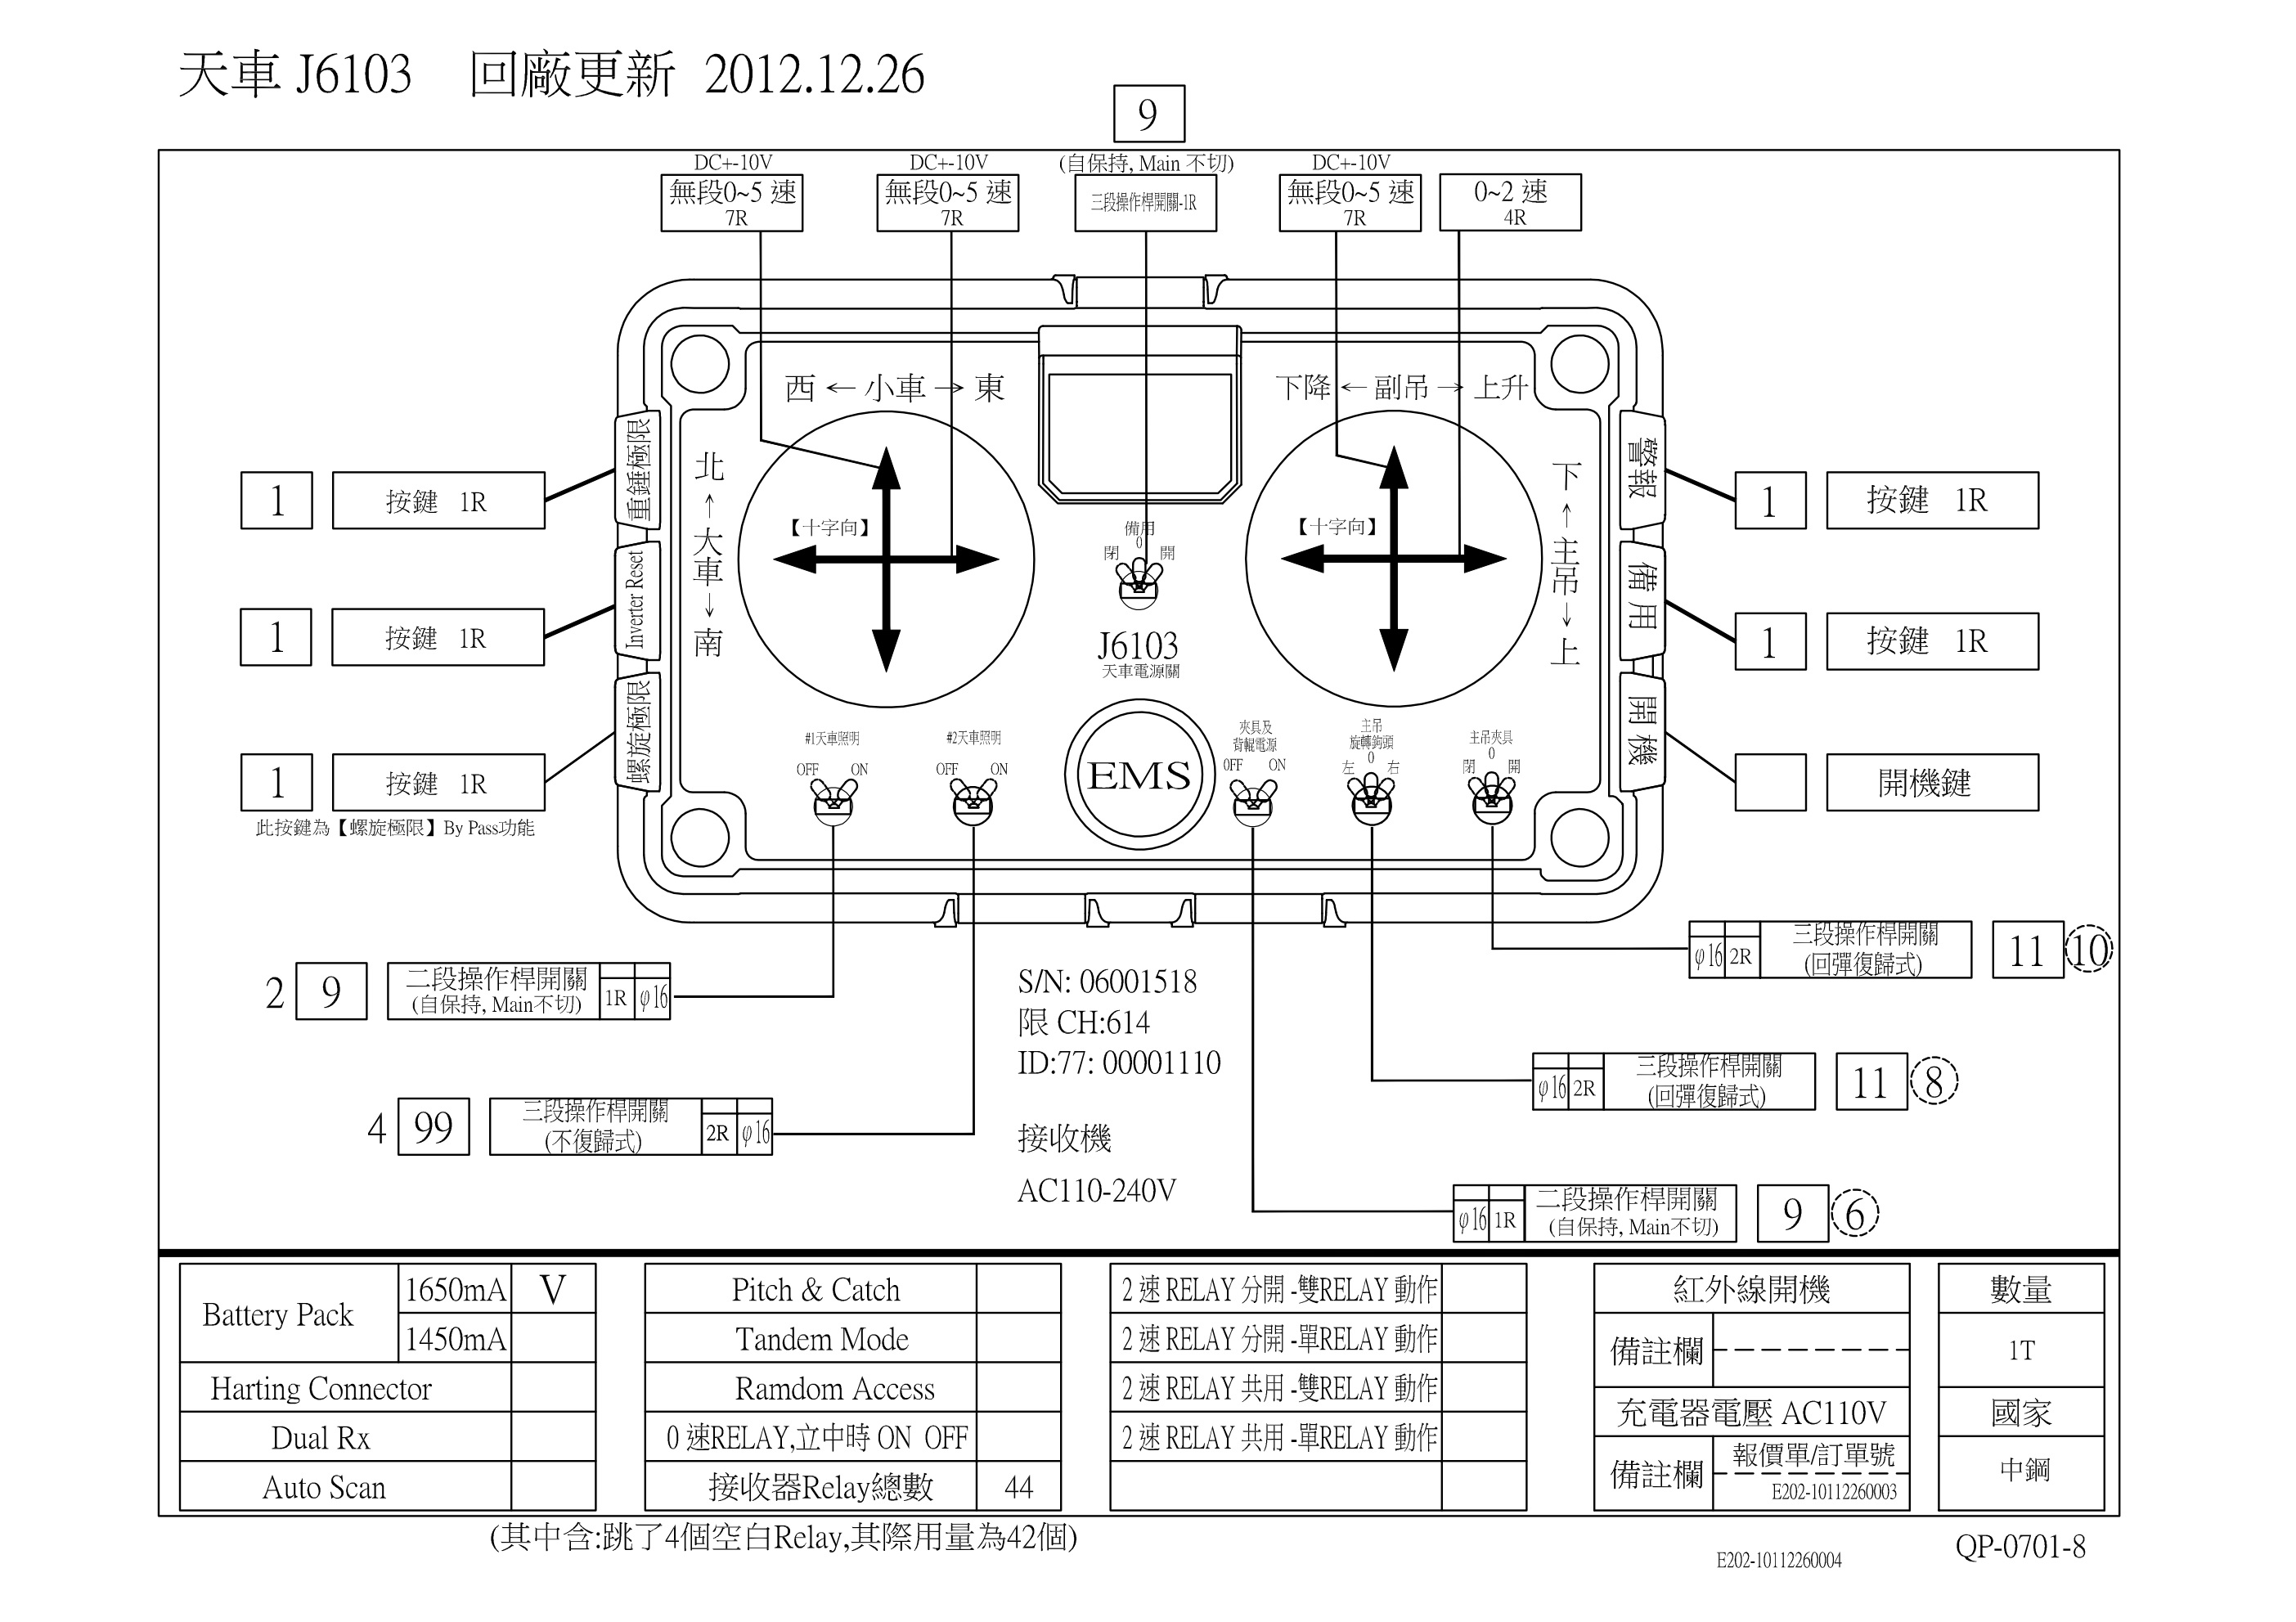 天車 J6103 回廠更新 2012.12.26
9
DC+-10V
無段0~5 速
7R
DC+-10V
無段0~5 速
7R
(自保持, Main 不切)
三段操作桿開關-1R
DC+-10V
無段0~5 速
7R
0~2 速
4R
西 ← 小車 → 東
下降 ← 副吊 → 上升
北 ↑ 大車 ↓ 南
【十字向】
備用
0
閉
開
【十字向】
下 ↑ 主吊 ↓ 上
J6103
天車電源關
重錘極限
Inverter Reset
螺旋極限
警報
備用
開機
1
按鍵 1R
1
按鍵 1R
1
按鍵 1R
此按鍵為【螺旋極限】By Pass功能
1
按鍵 1R
1
按鍵 1R
開機鍵
#1天車照明
OFF ON
#2天車照明
OFF ON
EMS
夾具及
背輥電源
OFF ON
主吊
旋轉鉤頭
0
左 右
主吊夾具
0
閉 開
2 9
二段操作桿開關
(自保持, Main不切)
1R φ16
4 99
三段操作桿開關
(不復歸式)
2R φ16
S/N: 06001518
限 CH:614
ID:77: 00001110
接收機
AC110-240V
φ16 2R
三段操作桿開關
(回彈復歸式)
11 10
φ16 2R
三段操作桿開關
(回彈復歸式)
11 8
φ16 1R
二段操作桿開關
(自保持, Main不切)
9 6
Battery Pack
1650mA V
1450mA
Harting Connector
Dual Rx
Auto Scan
Pitch & Catch
Tandem Mode
Ramdom Access
0 速RELAY,立中時 ON OFF
接收器Relay總數 44
2 速 RELAY 分開 -雙RELAY 動作
2 速 RELAY 分開 -單RELAY 動作
2 速 RELAY 共用 -雙RELAY 動作
2 速 RELAY 共用 -單RELAY 動作
紅外線開機
備註欄
充電器電壓 AC110V
備註欄
報價單/訂單號
E202-10112260003
數量
1T
國家
中鋼
(其中含:跳了4個空白Relay,其際用量為42個)
E202-10112260004
QP-0701-8